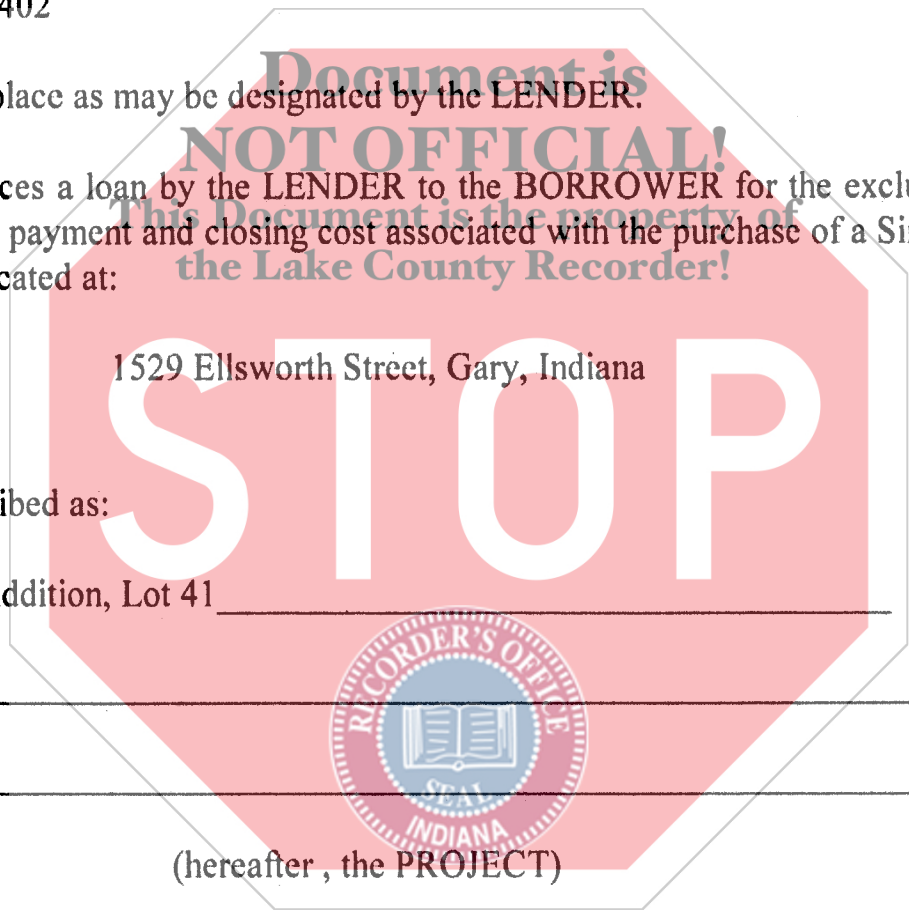 402
Document is
place as may be designated by the LENDER.
NOT OFFICIAL!
ces a loan by the LENDER to the BORROWER for the exclu
This Document is the property of
payment and closing cost associated with the purchase of a Si
the Lake County Recorder!
cated at:
1529 Ellsworth Street, Gary, Indiana
STOP
ibed as:
ddition, Lot 41
RECORDER'S OFFICE
SEAL
INDIANA
(hereafter , the PROJECT)